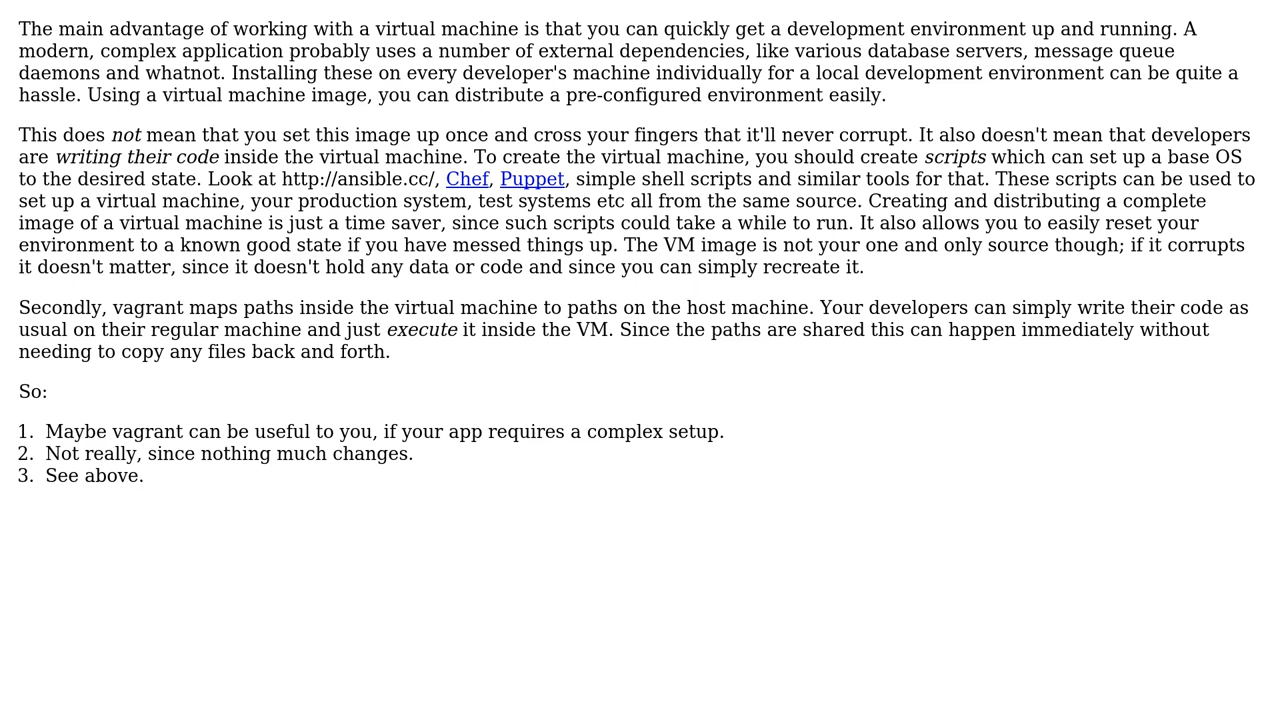 The main advantage of working with a virtual machine is that you can quickly get a development environment up and running. A
modern, complex application probably uses a number of external dependencies, like various database servers, message queue
daemons and whatnot. Installing these on every developer's machine individually for a local development environment can be quite a
hassle. Using a virtual machine image, you can distribute a pre-configured environment easily.
This does not mean that you set this image up once and cross your fingers that it'll never corrupt. It also doesn't mean that developers
are writing their code inside the virtual machine. To create the virtual machine, you should create scripts which can set up a base OS
to the desired state. Look at http://ansible.cc/, Chef, Puppet, simple shell scripts and similar tools for that. These scripts can be used to
set up a virtual machine, your production system, test systems etc all from the same source. Creating and distributing a complete
image of a virtual machine is just a time saver, since such scripts could take a while to run. It also allows you to easily reset your
environment to a known good state if you have messed things up. The VM image is not your one and only source though; if it corrupts
it doesn't matter, since it doesn't hold any data or code and since you can simply recreate it.
Secondly, vagrant maps paths inside the virtual machine to paths on the host machine. Your developers can simply write their code as
usual on their regular machine and just execute it inside the VM. Since the paths are shared this can happen immediately without
needing to copy any files back and forth.
So:
1. Maybe vagrant can be useful to you, if your app requires a complex setup.
2. Not really, since nothing much changes.
3. See above.